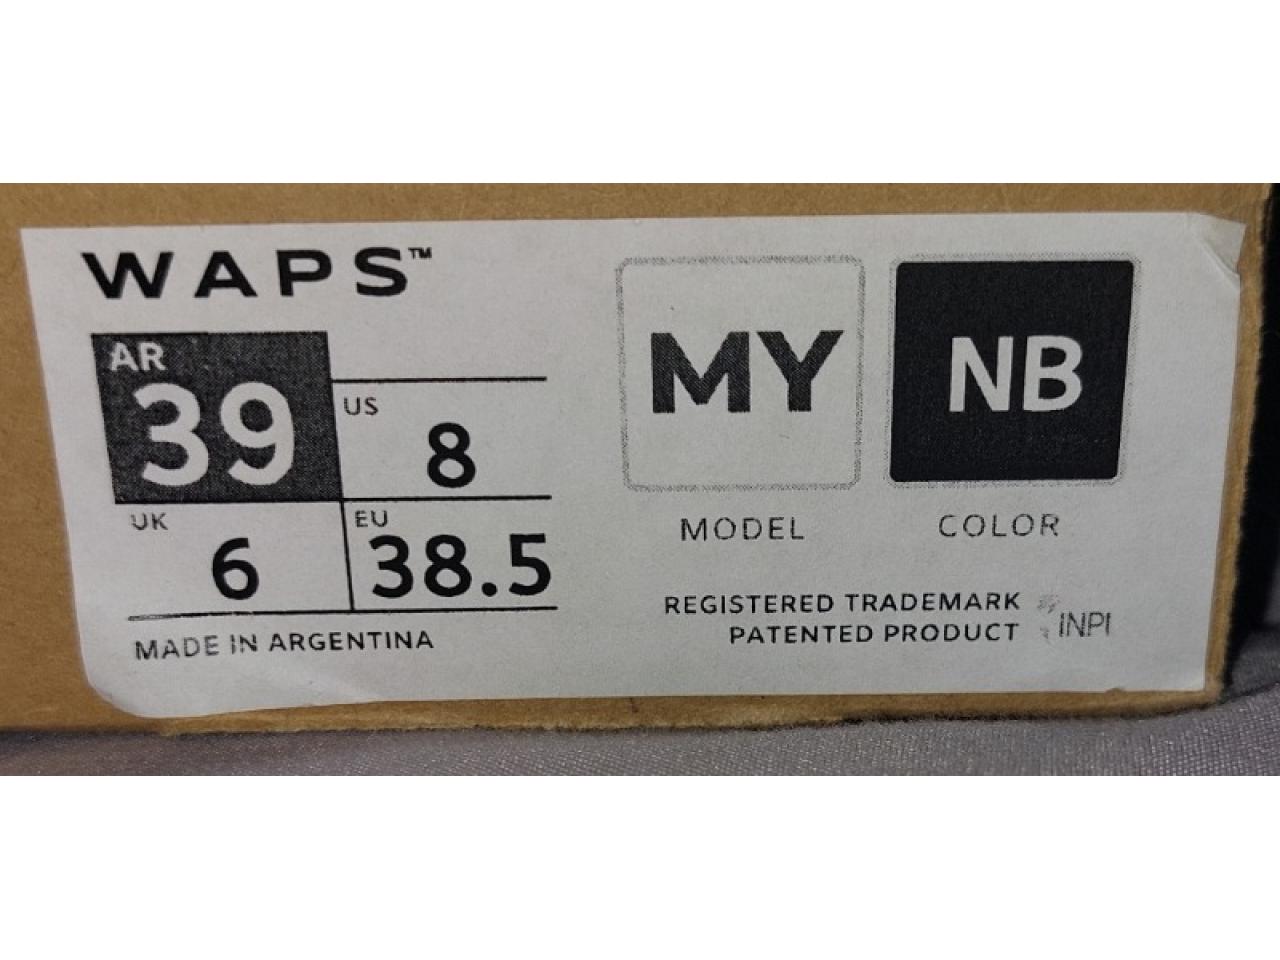 WAPS™
AR
39
US
8
UK
6
EU
38.5
MADE IN ARGENTINA
MY
MODEL
NB
COLOR
REGISTERED TRADEMARK
PATENTED PRODUCT
INPI